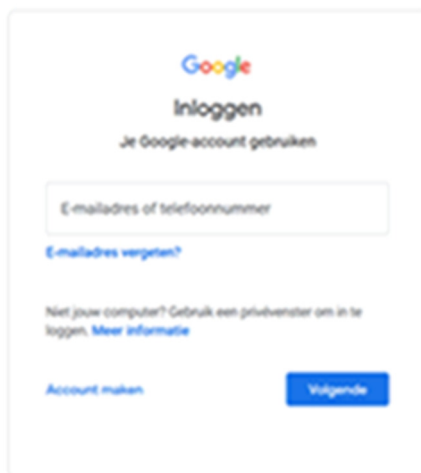 Google
Inloggen
Je Google-account gebruiken
E-mailadres of telefoonnummer
E-mailadres vergeten?
Niet jouw computer? Gebruik een privévenster om in te
loggen. Meer informatie
Account maken
Volgende